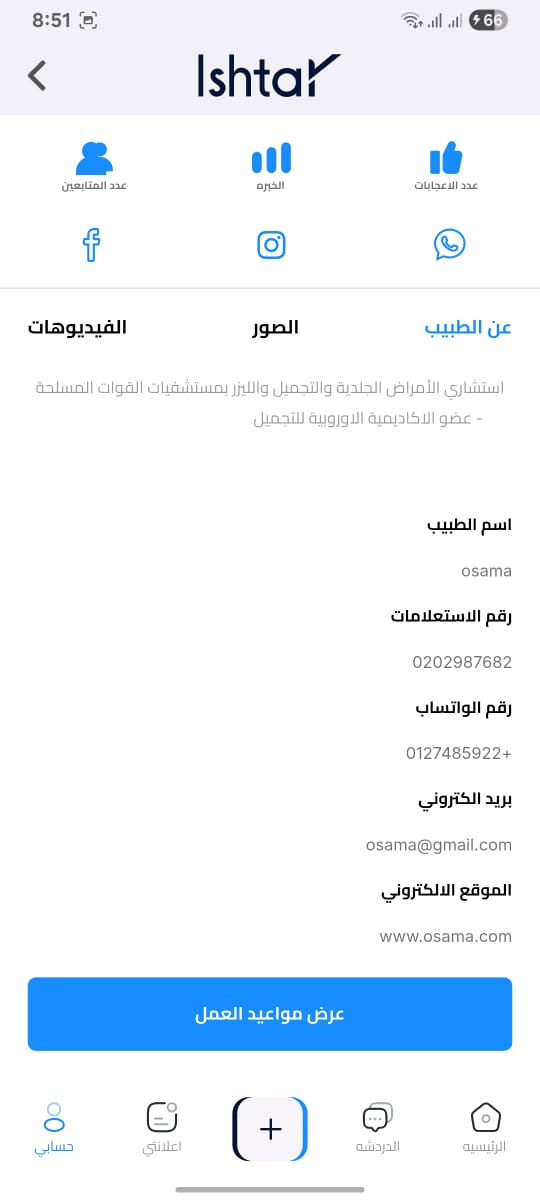 8:51
66
Ishtar
عدد الاعجابات
الخبره
عدد المتابعين
عن الطبيب
الصور
الفيديوهات
استشاري الأمراض الجلدية والتجميل والليزر بمستشفيات القوات المسلحة
- عضو الاكاديمية الاوروبية للتجميل
اسم الطبيب
osama
رقم الاستعلامات
0202987682
رقم الواتساب
0127485922+
بريد الكتروني
osama@gmail.com
الموقع الالكتروني
www.osama.com
عرض مواعيد العمل
الرئيسيه
الدردشه
+
اعلانتي
حسابي